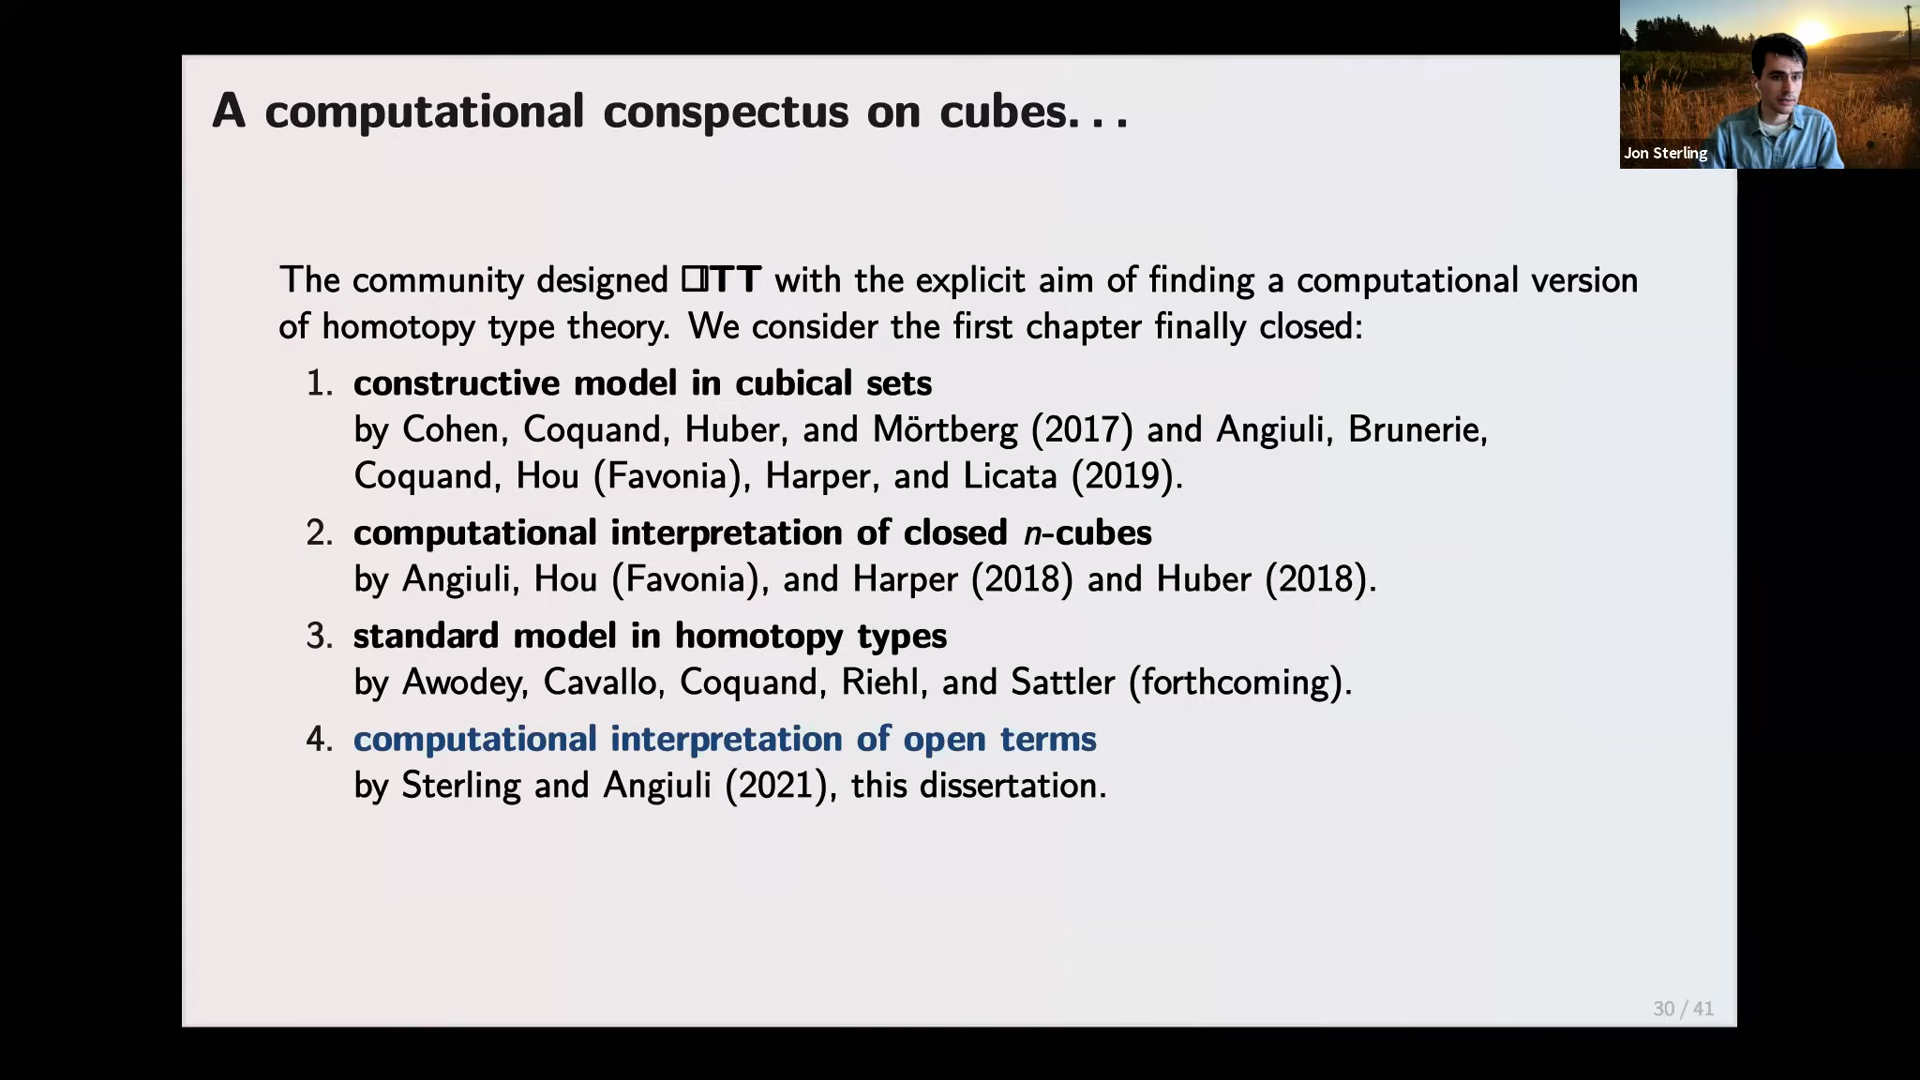 A computational conspectus on cubes...
Jon Sterling
The community designed □TT with the explicit aim of finding a computational version
of homotopy type theory. We consider the first chapter finally closed:
1. constructive model in cubical sets
by Cohen, Coquand, Huber, and Mörtberg (2017) and Angiuli, Brunerie,
Coquand, Hou (Favonia), Harper, and Licata (2019).
2. computational interpretation of closed n-cubes
by Angiuli, Hou (Favonia), and Harper (2018) and Huber (2018).
3. standard model in homotopy types
by Awodey, Cavallo, Coquand, Riehl, and Sattler (forthcoming).
4. computational interpretation of open terms
by Sterling and Angiuli (2021), this dissertation.
30 / 41